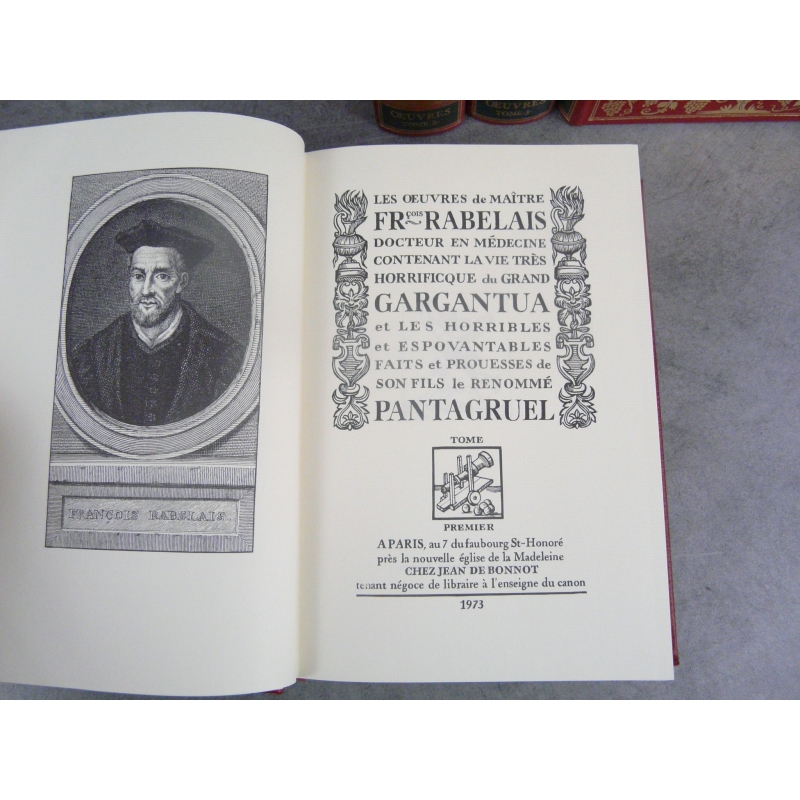 FRANÇOIS RABELAIS.
LES ŒUVRES de MAÎTRE
FRçois RABELAIS
DOCTEUR EN MÉDECINE
CONTENANT LA VIE TRÈS
HORRIFICQUE du GRAND
GARGANTUA
et LES HORRIBLES
et ESPOVANTABLES
FAITS et PROUESSES de
SON FILS le RENOMMÉ
PANTAGRUEL
TOME
PREMIER
A PARIS, au 7 du faubourg St-Honoré
près la nouvelle église de la Madeleine
CHEZ JEAN DE BONNOT
tenant négoce de libraire à l'enseigne du canon
1973
ŒUVRES
TOME
ŒUVRES
TOME